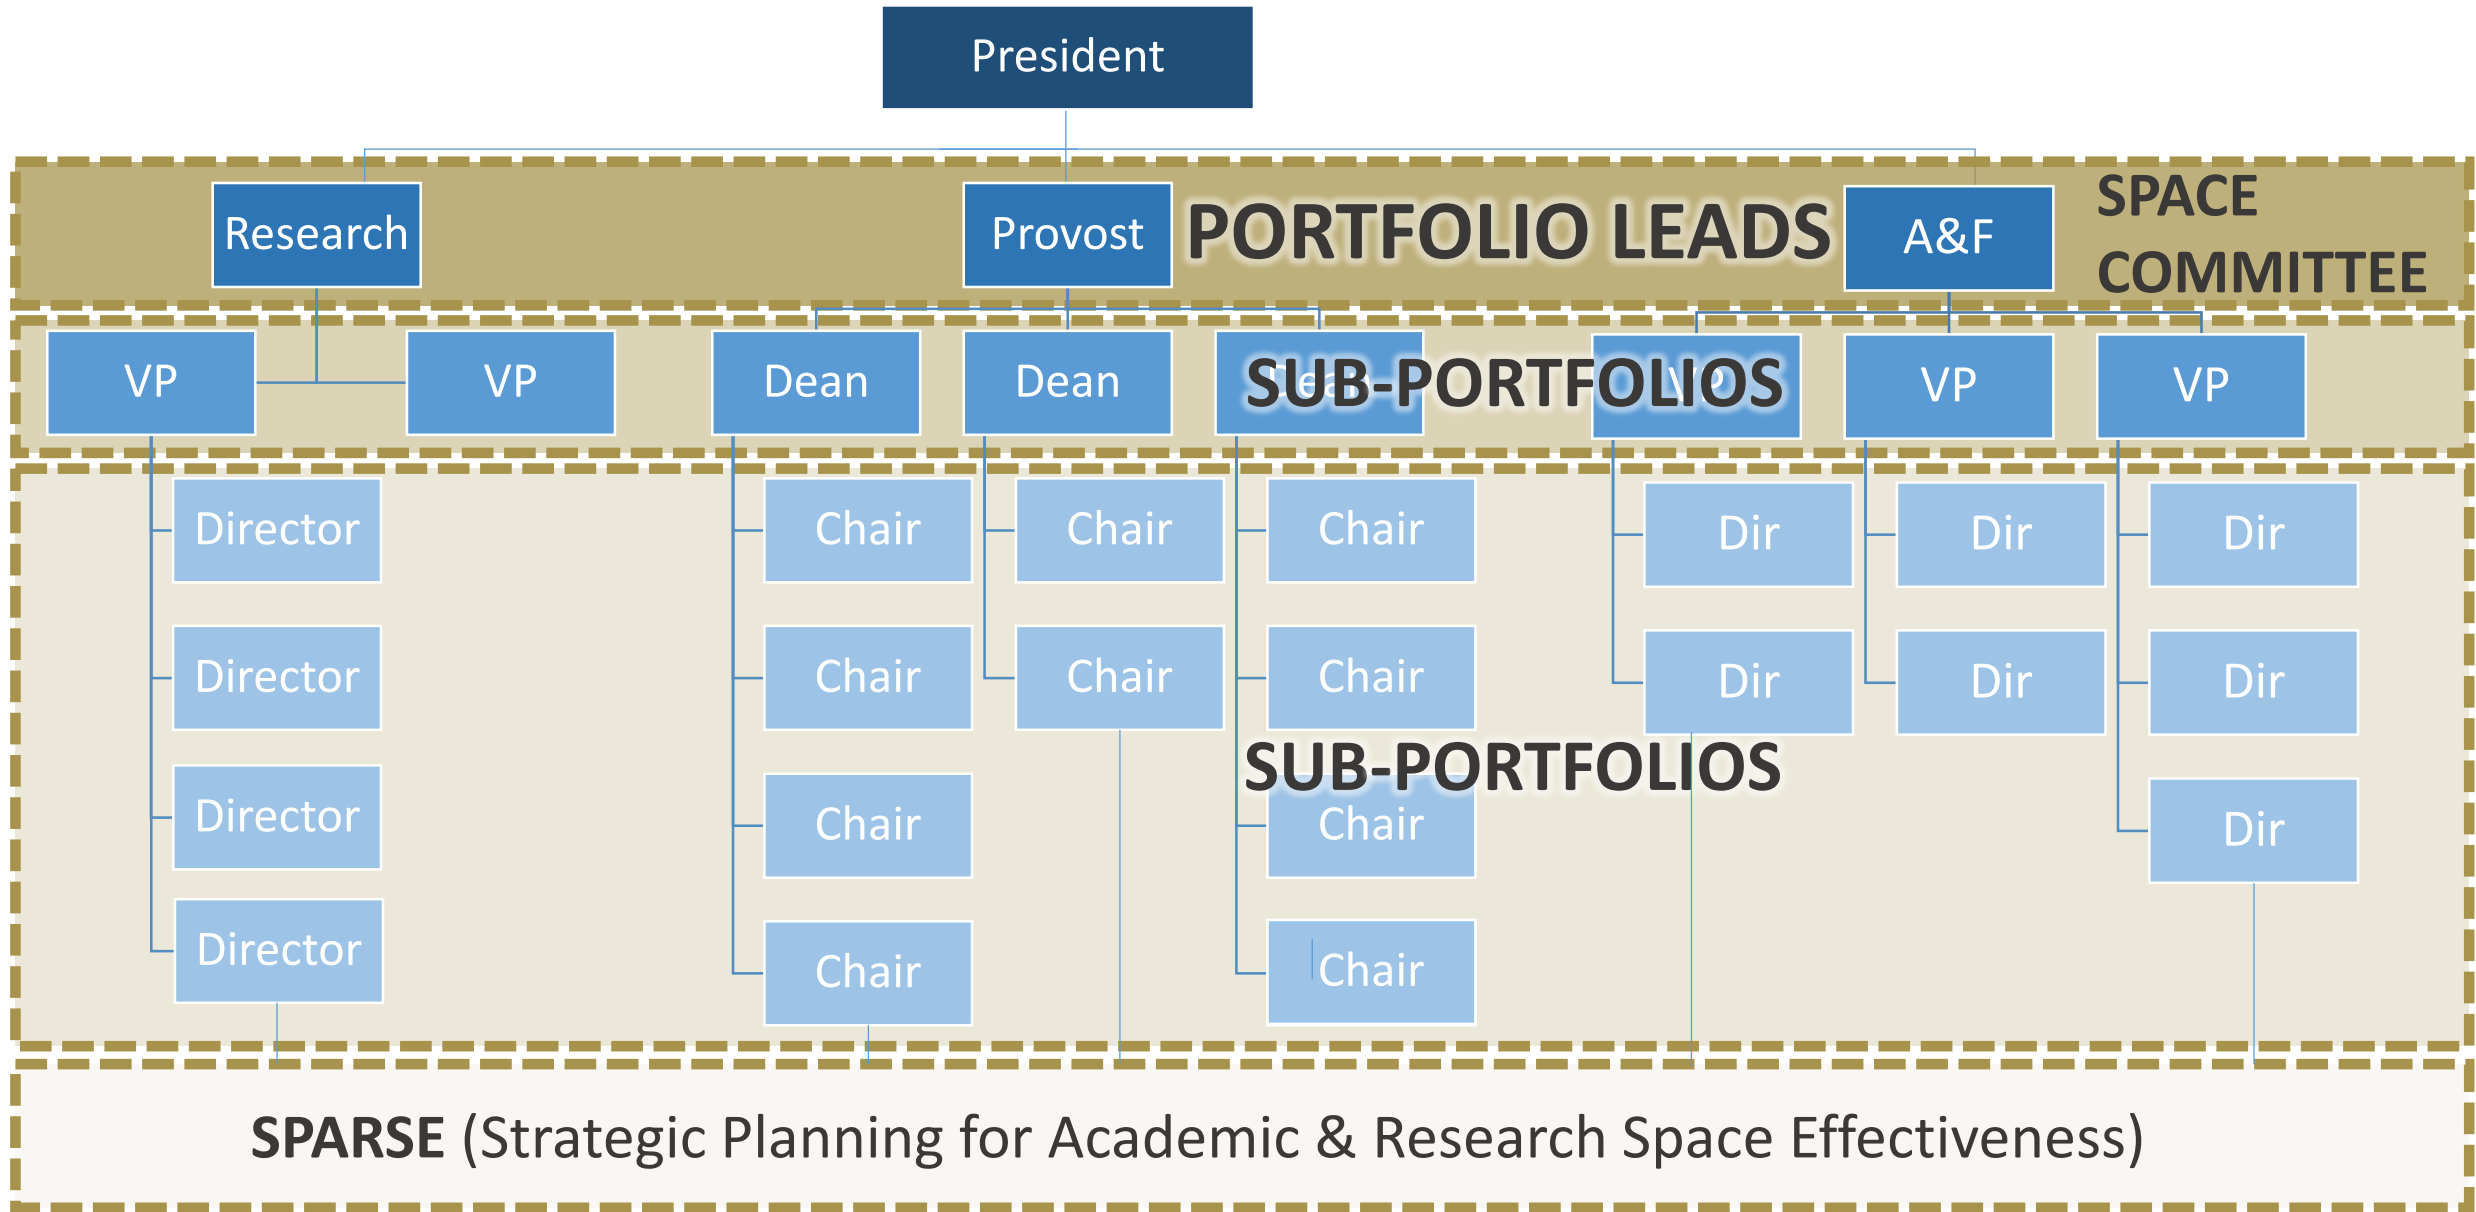 President
Research
Provost
PORTFOLIO LEADS
A&F
SPACE
COMMITTEE
VP
VP
Dean
Dean
Dean
SUB-PORTFOLIOS
VP
VP
VP
Director
Chair
Chair
Chair
Dir
Dir
Dir
Director
Chair
Chair
Chair
Dir
Dir
Dir
SUB-PORTFOLIOS
Director
Chair
Chair
Dir
Director
Chair
Chair
SPARSE (Strategic Planning for Academic & Research Space Effectiveness)